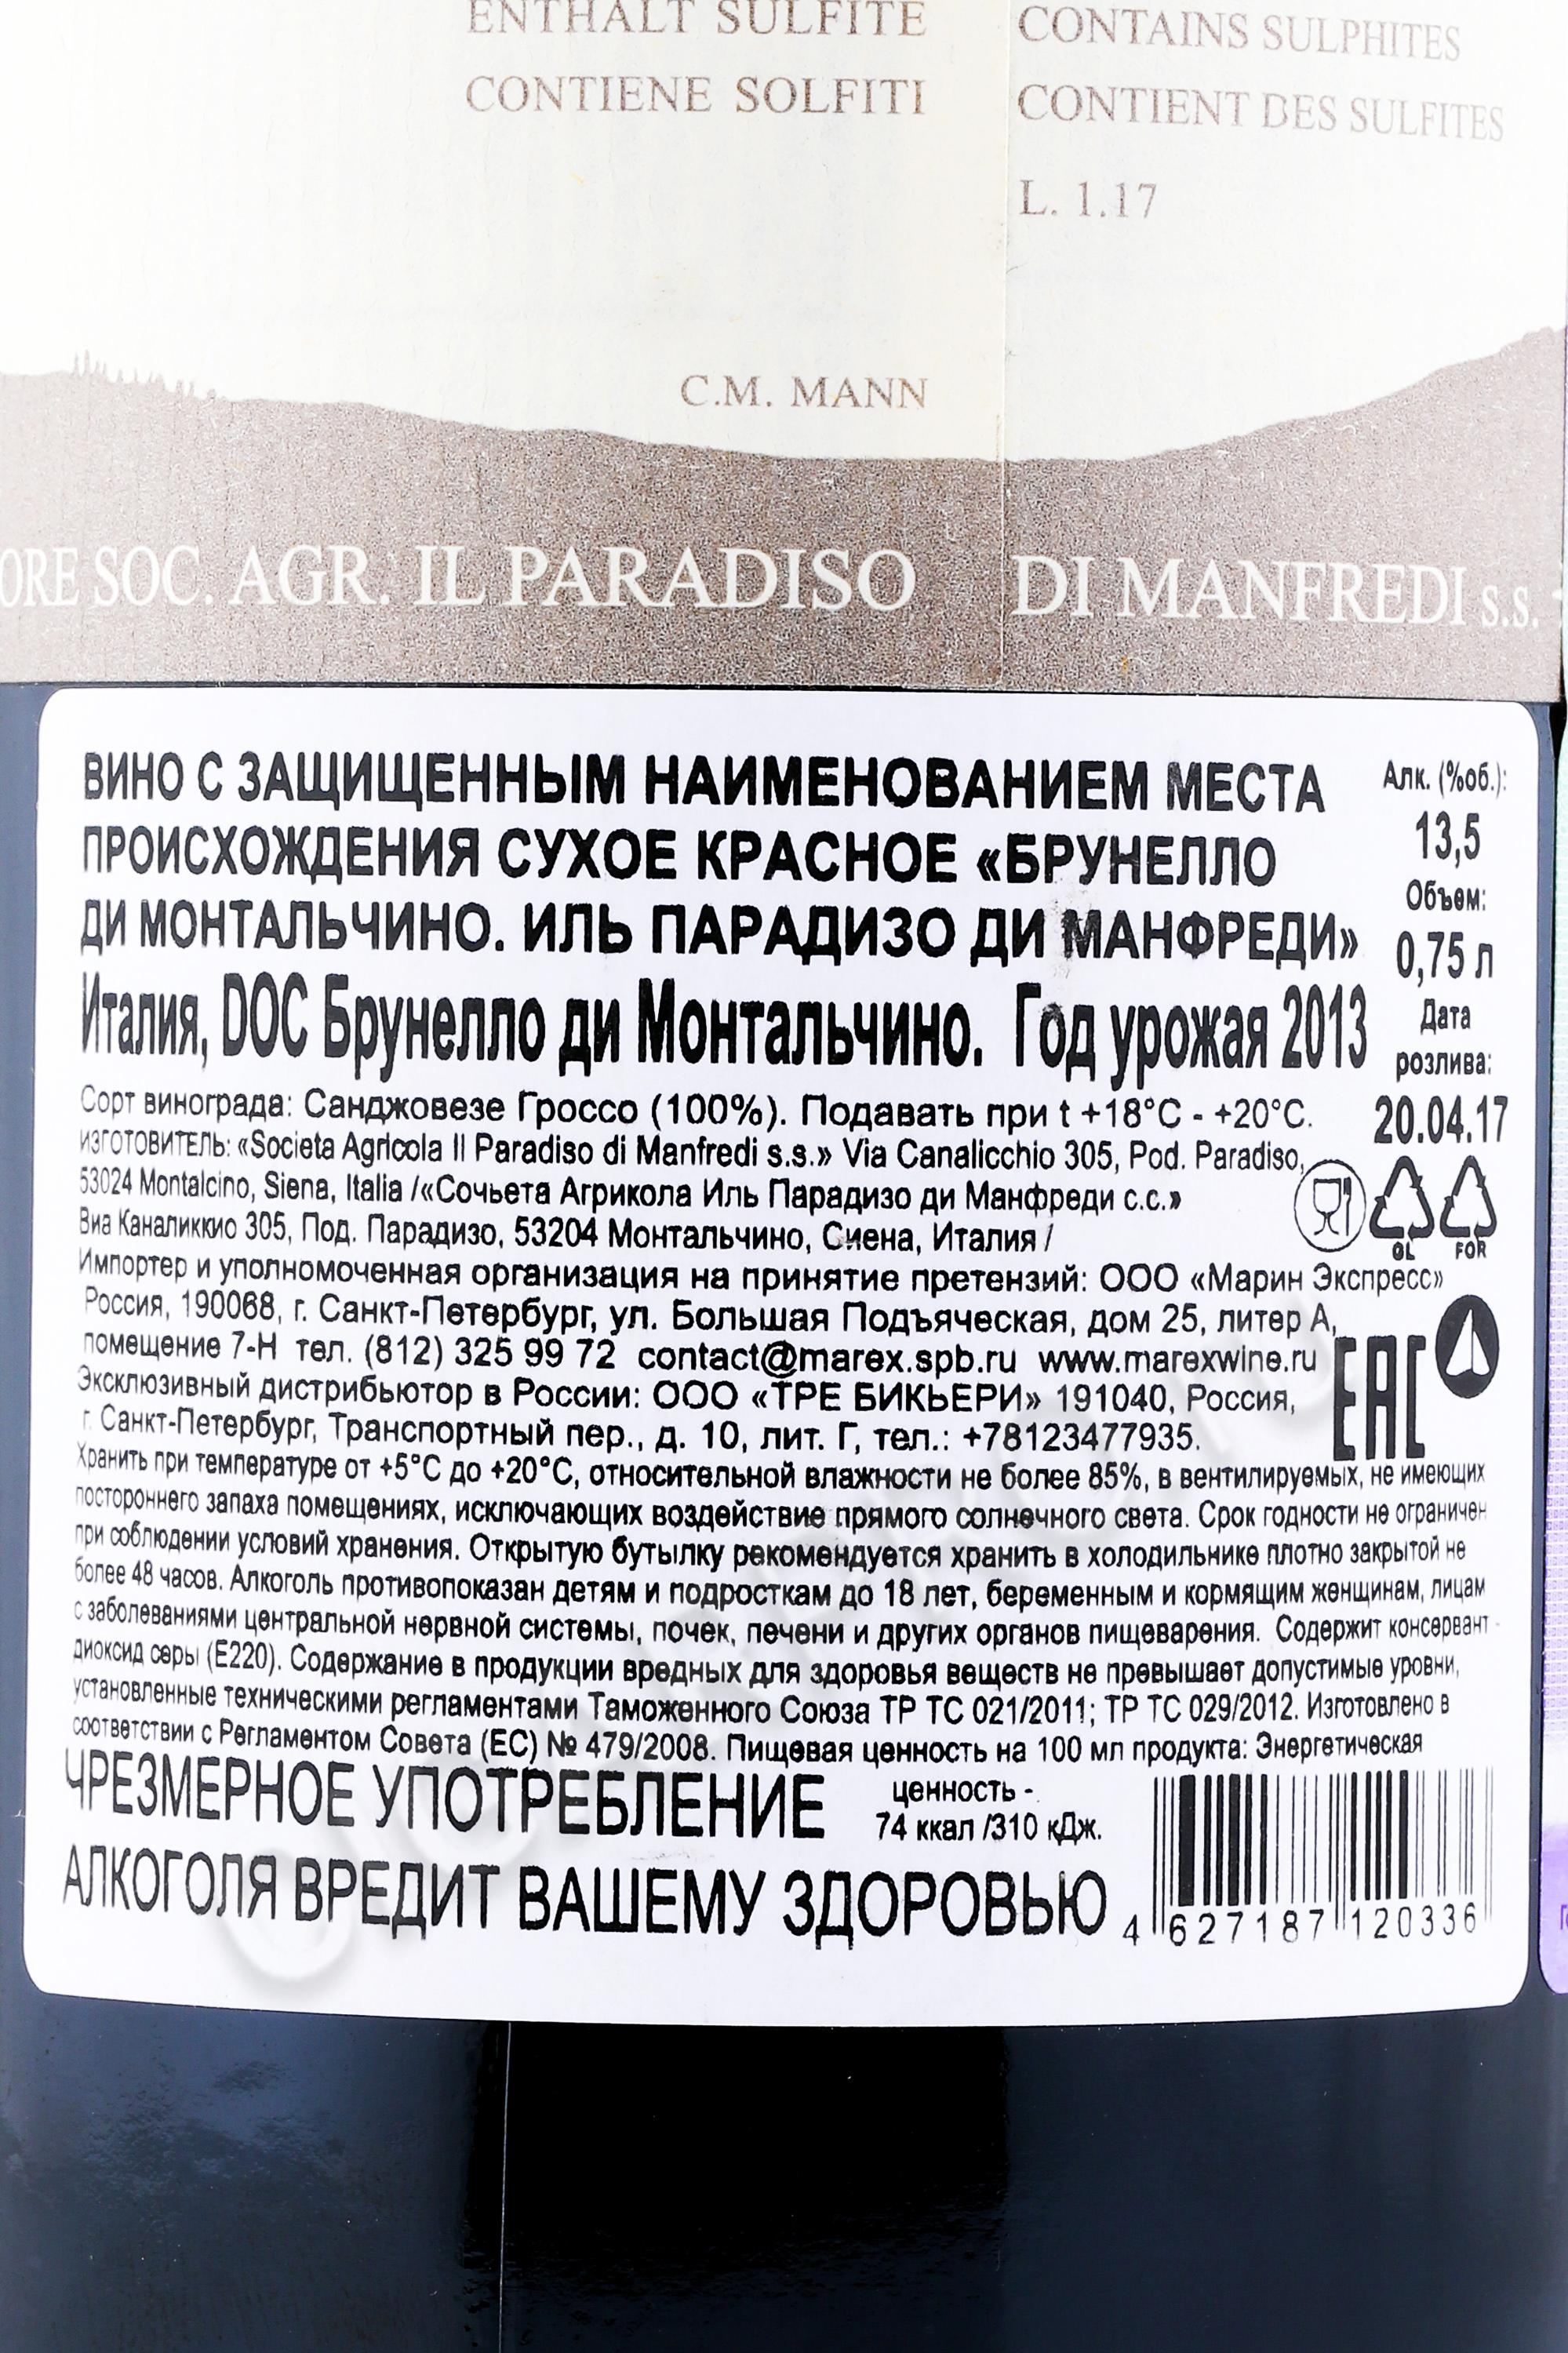 ENTHÄLT SULFITE
CONTIENE SOLFITI
CONTAINS SULPHITES
CONTIENT DES SULFITES
L. 1.17
C.M. MANN
ORE SOC. AGR. IL PARADISO DI MANFREDI s.s.
ВИНО С ЗАЩИЩЕННЫМ НАИМЕНОВАНИЕМ МЕСТА
ПРОИСХОЖДЕНИЯ СУХОЕ КРАСНОЕ «БРУНЕЛЛО
ДИ МОНТАЛЬЧИНО. ИЛЬ ПАРАДИЗО ДИ МАНФРЕДИ»
Италия, DOC Брунелло ди Монтальчино. Год урожая 2013
Алк. (%об.):
13,5
Объем:
0,75 л
Дата
розлива:
20.04.17
Сорт винограда: Санджовезе Гроссо (100%). Подавать при t +18°C - +20°C.
ИЗГОТОВИТЕЛЬ: «Societa Agricola Il Paradiso di Manfredi s.s.» Via Canalicchio 305, Pod. Paradiso,
53024 Montalcino, Siena, Italia /«Сочьета Агрикола Иль Парадизо ди Манфреди с.с.»
Виа Каналиккио 305, Под. Парадизо, 53204 Монтальчино, Сиена, Италия /
GL FOR
Импортер и уполномоченная организация на принятие претензий: ООО «Марин Экспресс»
Россия, 190068, г. Санкт-Петербург, ул. Большая Подъяческая, дом 25, литер А,
помещение 7-Н тел. (812) 325 99 72 contact@marex.spb.ru www.marexwine.ru
EAC
Эксклюзивный дистрибьютор в России: ООО «ТРЕ БИКЬЕРИ» 191040, Россия,
г. Санкт-Петербург, Транспортный пер., д. 10, лит. Г, тел.: +78123477935.
Хранить при температуре от +5°C до +20°C, относительной влажности не более 85%, в вентилируемых, не имеющих
постороннего запаха помещениях, исключающих воздействие прямого солнечного света. Срок годности не ограничен
при соблюдении условий хранения. Открытую бутылку рекомендуется хранить в холодильнике плотно закрытой не
более 48 часов. Алкоголь противопоказан детям и подросткам до 18 лет, беременным и кормящим женщинам, лицам
с заболеваниями центральной нервной системы, почек, печени и других органов пищеварения. Содержит консервант -
диоксид серы (E220). Содержание в продукции вредных для здоровья веществ не превышает допустимые уровни,
установленные техническими регламентами Таможенного Союза ТР ТС 021/2011; ТР ТС 029/2012. Изготовлено в
соответствии с Регламентом Совета (ЕС) № 479/2008. Пищевая ценность на 100 мл продукта: Энергетическая
ценность -
74 ккал /310 кДж.
ЧРЕЗМЕРНОЕ УПОТРЕБЛЕНИЕ
АЛКОГОЛЯ ВРЕДИТ ВАШЕМУ ЗДОРОВЬЮ
4 627187 120336